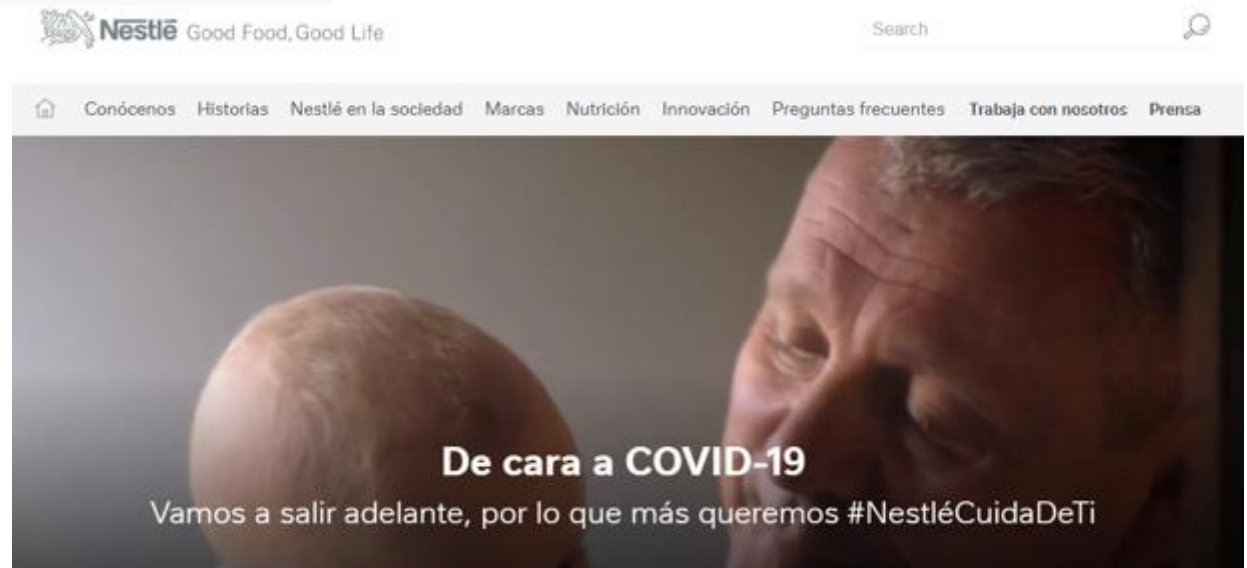 Nestlé Good Food, Good Life
Search
Conócenos Historias Nestlé en la sociedad Marcas Nutrición Innovación Preguntas frecuentes Trabaja con nosotros Prensa
De cara a COVID-19
Vamos a salir adelante, por lo que más queremos #NestléCuidaDeTi